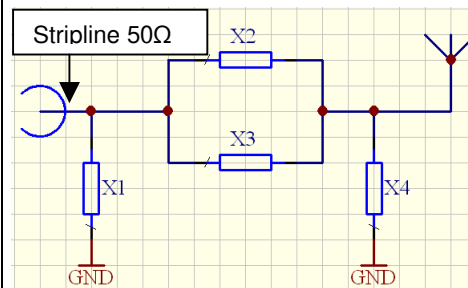 Stripline 50Ω
X2
X3
X1
X4
GND
GND